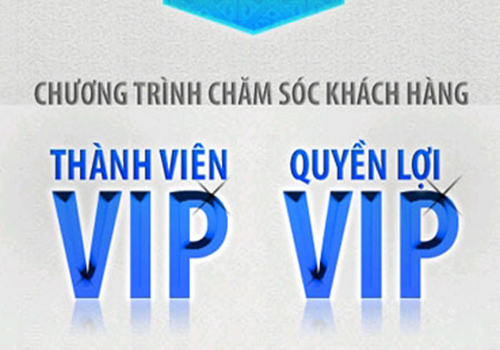 CHƯƠNG TRÌNH CHĂM SÓC KHÁCH HÀNG
THÀNH VIÊN
VIP
QUYỀN LỢI
VIP